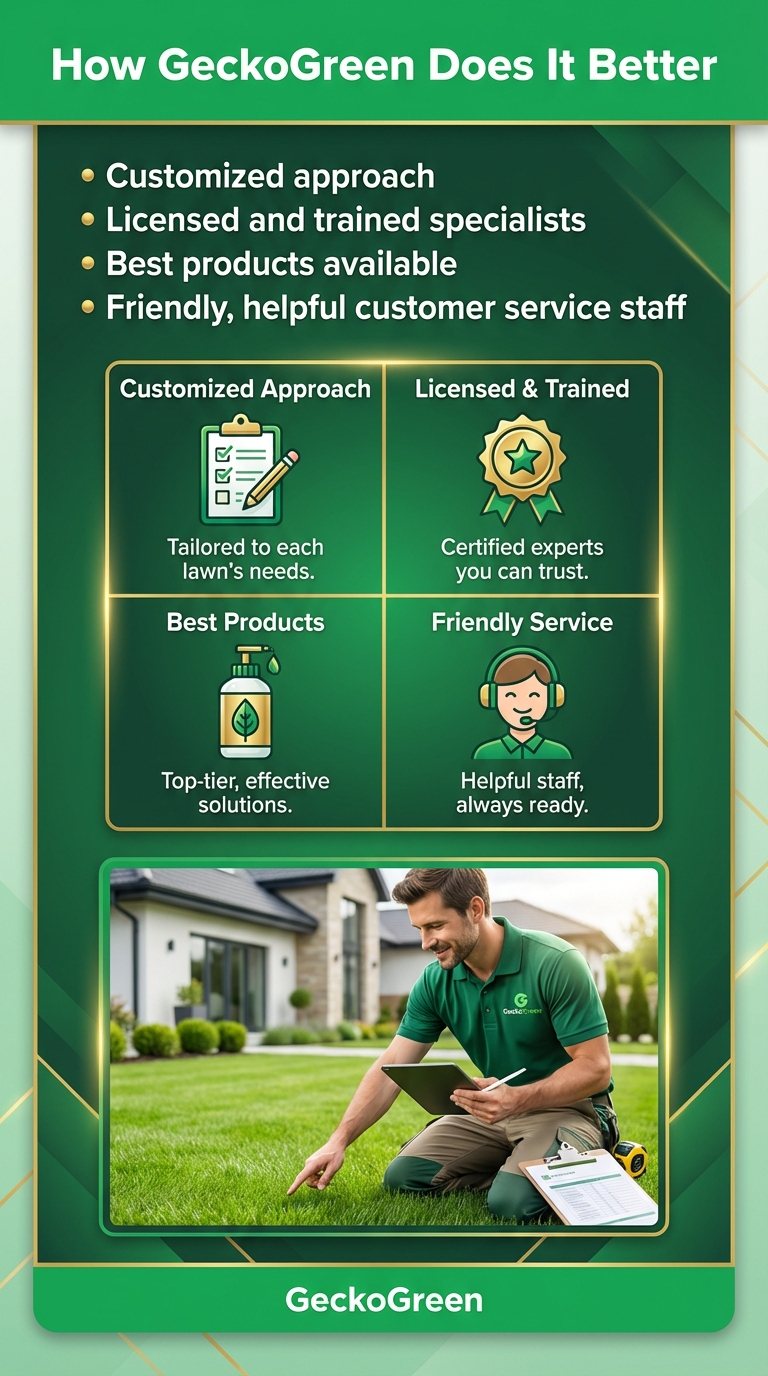 How GeckoGreen Does It Better
Customized approach
Licensed and trained specialists
Best products available
Friendly, helpful customer service staff
Customized Approach
Tailored to each
lawn's needs.
Licensed & Trained
Certified experts
you can trust.
Best Products
Top-tier, effective
solutions.
Friendly Service
Helpful staff,
always ready.
GeckoGreen